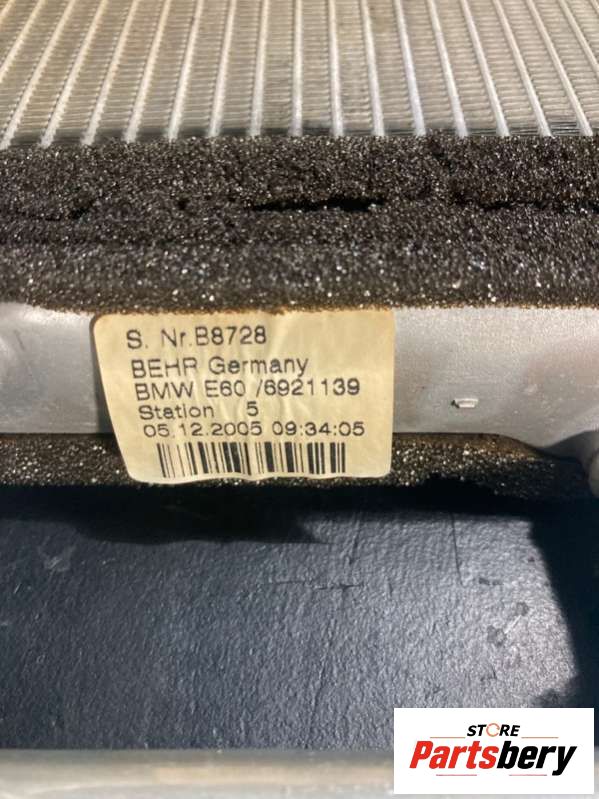 S. Nr.B8728
BEHR Germany
BMW E60 /6921139
Station 5
05.12.2005 09:34:05
STORE
Partsbery